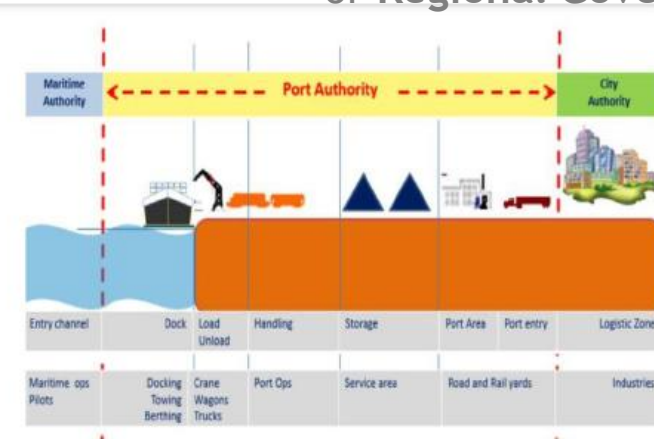 Maritime
Authority
Port Authority
City
Authority
Entry channel
Dock
Load
Unload
Handling
Storage
Port Area
Port entry
Logistic Zone
Maritime ops
Pilots
Docking
Towing
Berthing
Crane
Wagons
Trucks
Port Ops
Service area
Road and Rail yards
Industries